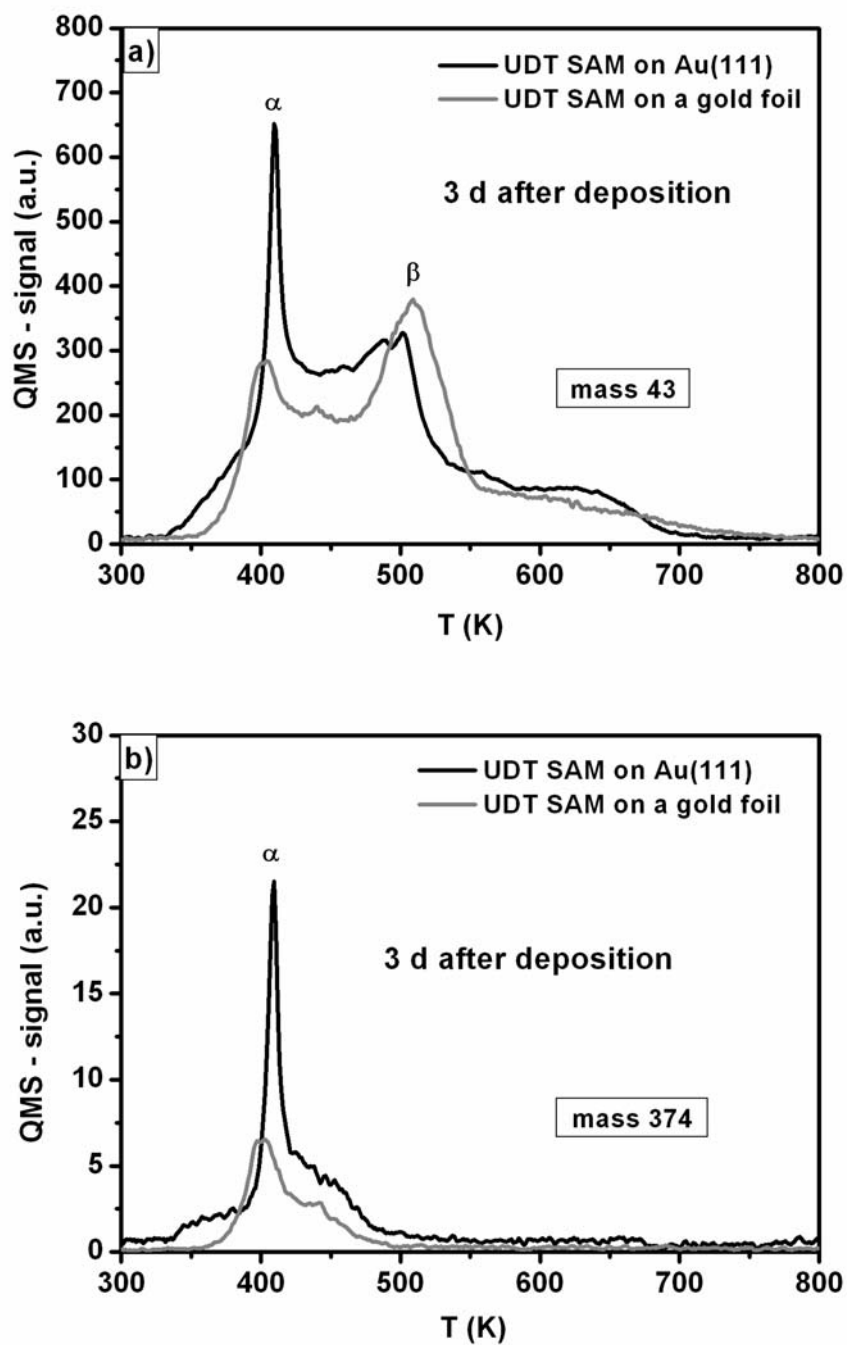 a)
800
700
600
500
400
300
200
100
0
QMS - signal (a.u.)
UDT SAM on Au(111)
UDT SAM on a gold foil
α
3 d after deposition
β
mass 43
300 400 500 600 700 800
T (K)
b)
30
25
20
15
10
5
0
QMS - signal (a.u.)
UDT SAM on Au(111)
UDT SAM on a gold foil
α
3 d after deposition
mass 374
300 400 500 600 700 800
T (K)